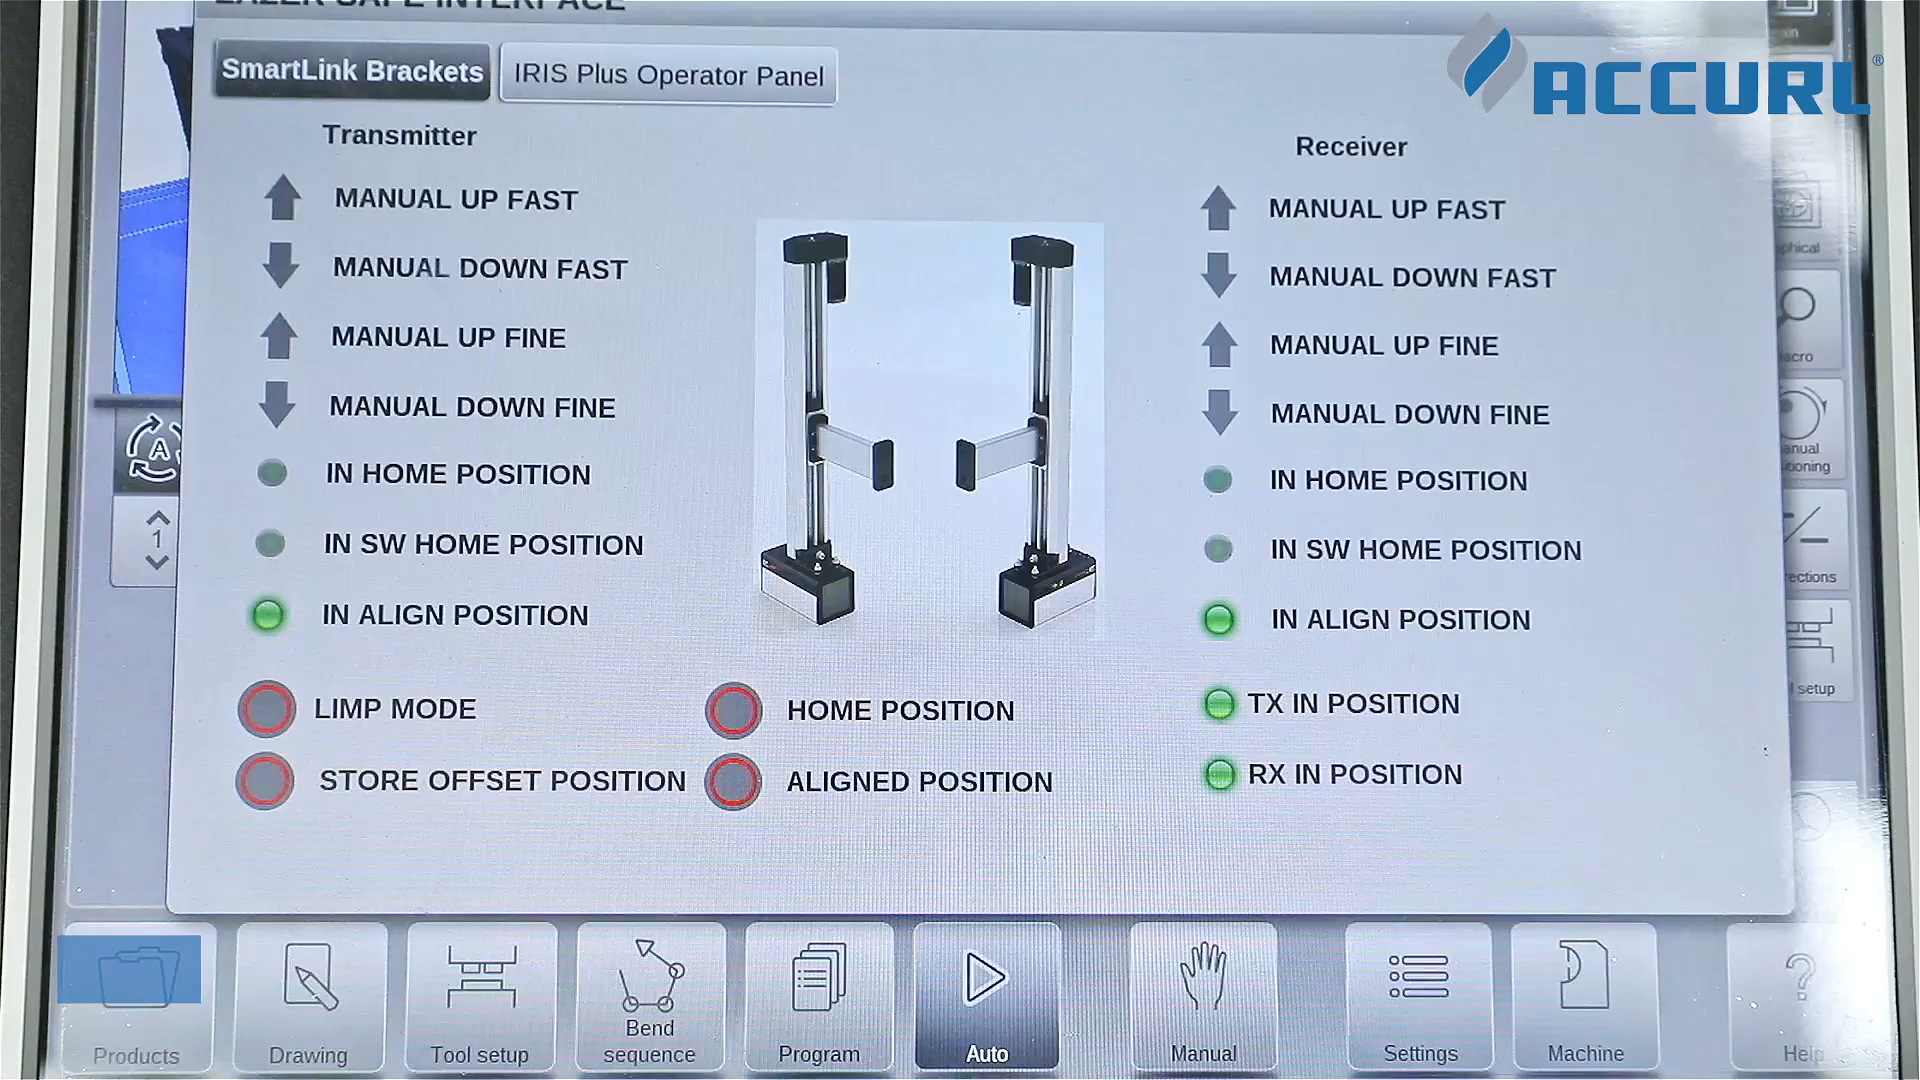 LAZER SAFE INTERFACE
SmartLink Brackets
IRIS Plus Operator Panel
Transmitter
MANUAL UP FAST
MANUAL DOWN FAST
MANUAL UP FINE
MANUAL DOWN FINE
IN HOME POSITION
IN SW HOME POSITION
IN ALIGN POSITION
LIMP MODE
STORE OFFSET POSITION
HOME POSITION
ALIGNED POSITION
Receiver
MANUAL UP FAST
MANUAL DOWN FAST
MANUAL UP FINE
MANUAL DOWN FINE
IN HOME POSITION
IN SW HOME POSITION
IN ALIGN POSITION
TX IN POSITION
RX IN POSITION
ACCURL®
A
1
Products
Drawing
Tool setup
Bend
sequence
Program
Auto
Manual
Settings
Machine
Help